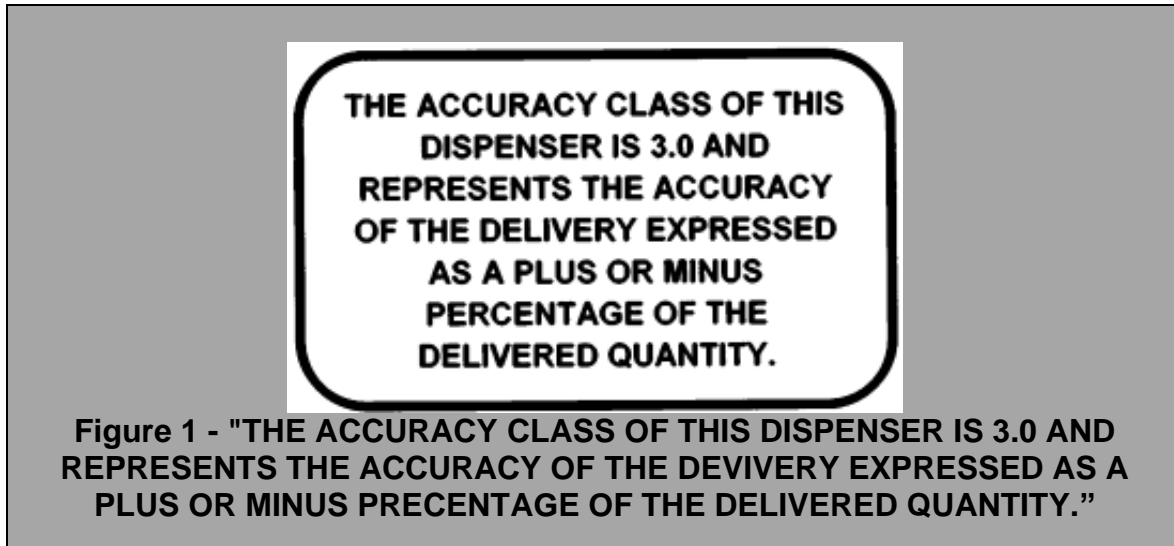 THE ACCURACY CLASS OF THIS
DISPENSER IS 3.0 AND
REPRESENTS THE ACCURACY
OF THE DELIVERY EXPRESSED
AS A PLUS OR MINUS
PERCENTAGE OF THE
DELIVERED QUANTITY.
Figure 1 - "THE ACCURACY CLASS OF THIS DISPENSER IS 3.0 AND
REPRESENTS THE ACCURACY OF THE DEVIVERY EXPRESSED AS A
PLUS OR MINUS PRECENTAGE OF THE DELIVERED QUANTITY.”